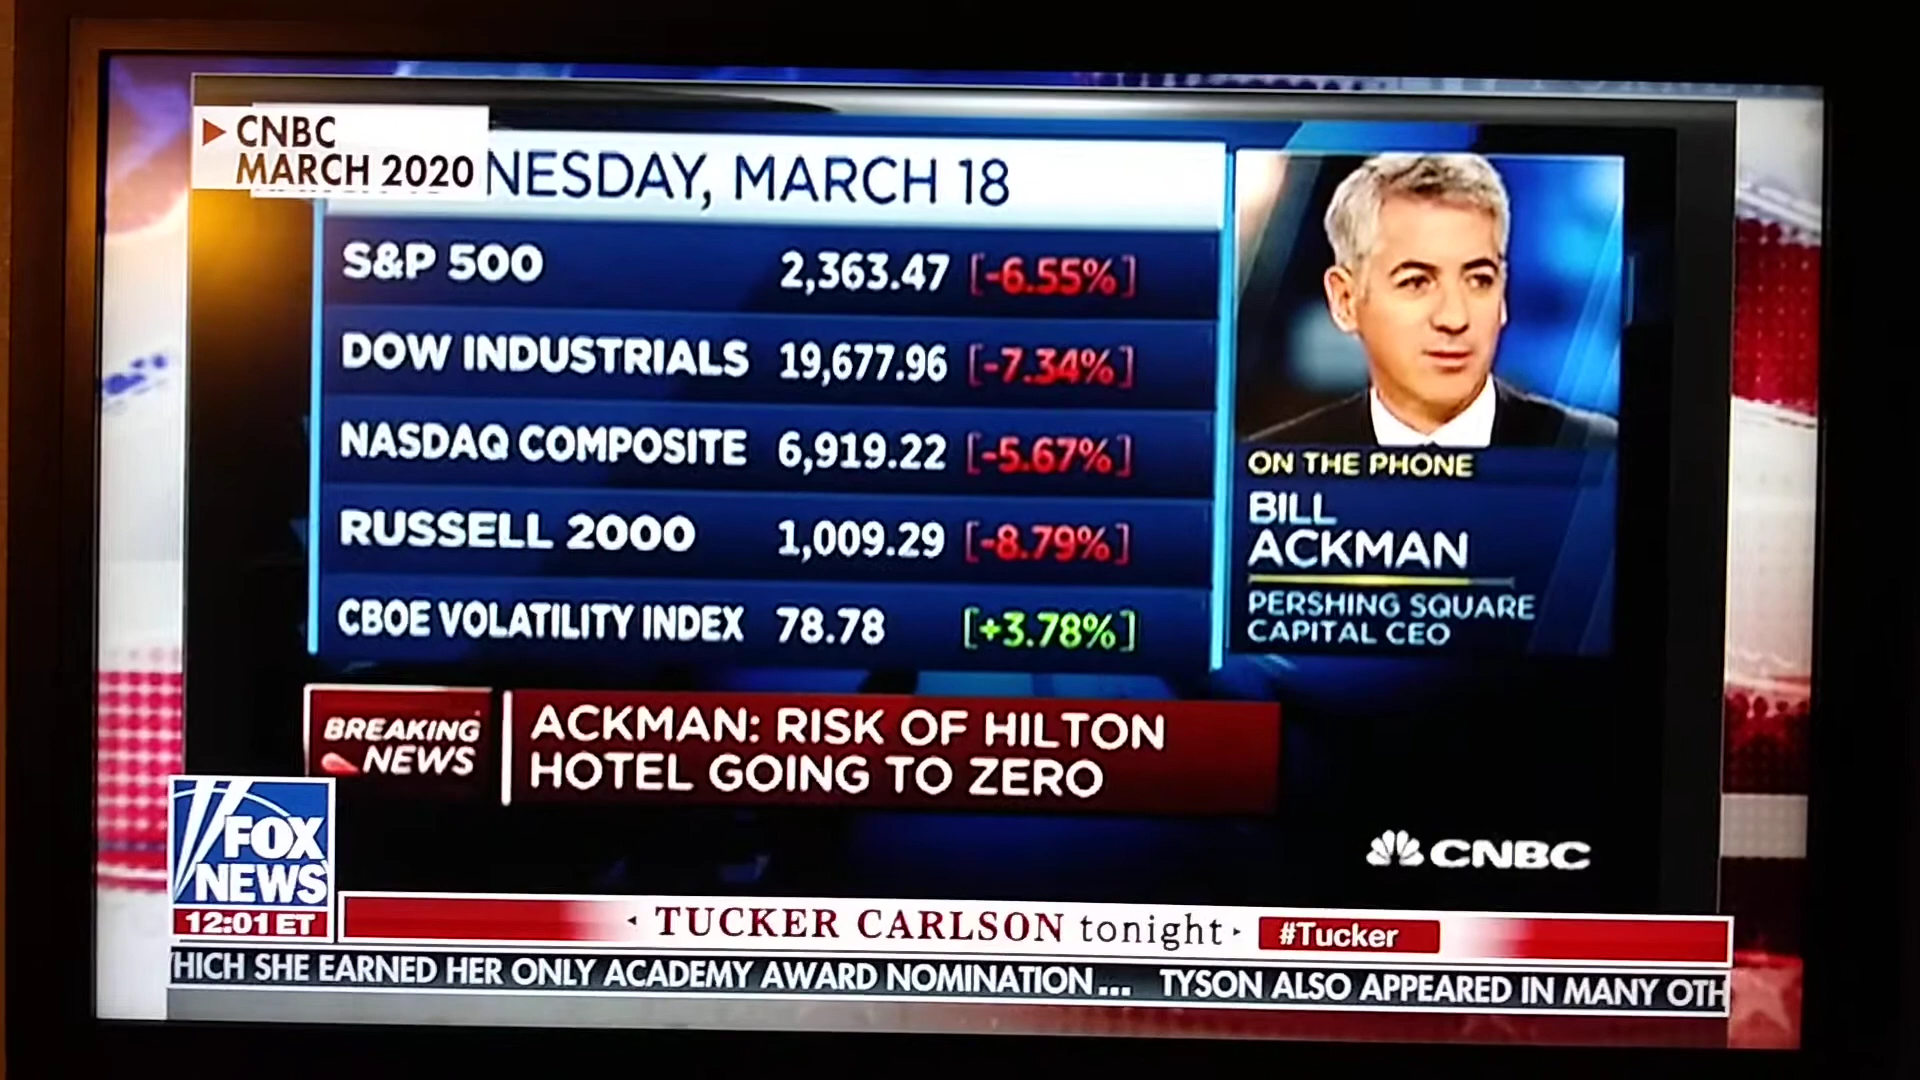 CNBC
MARCH 2020
NESDAY, MARCH 18
S&P 500 2,363.47 [-6.55%]
DOW INDUSTRIALS 19,677.96 [-7.34%]
NASDAQ COMPOSITE 6,919.22 [-5.67%]
RUSSELL 2000 1,009.29 [-8.79%]
CBOE VOLATILITY INDEX 78.78 [+3.78%]
ON THE PHONE
BILL
ACKMAN
PERSHING SQUARE
CAPITAL CEO
BREAKING
NEWS
ACKMAN: RISK OF HILTON
HOTEL GOING TO ZERO
CNBC
FOX
NEWS
12:01 ET
TUCKER CARLSON tonight
#Tucker
HICH SHE EARNED HER ONLY ACADEMY AWARD NOMINATION... TYSON ALSO APPEARED IN MANY OTH